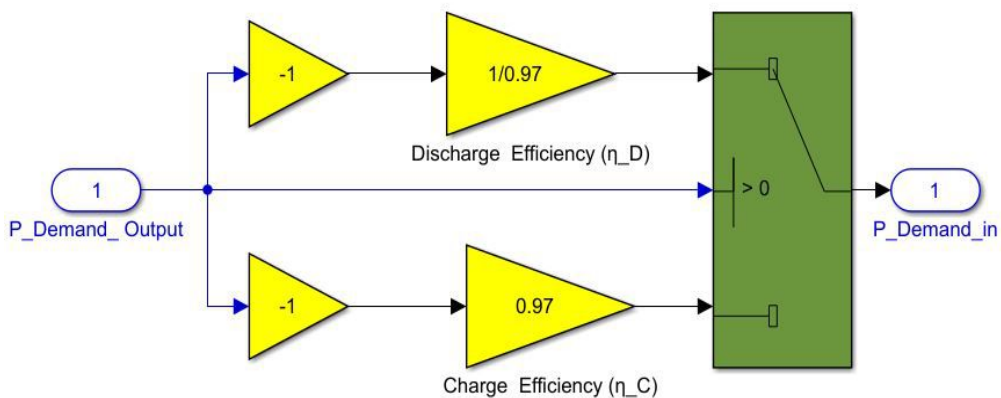 -1
1/0.97
Discharge Efficiency (η_D)
1
> 0
1
P_Demand_ Output
P_Demand_in
-1
0.97
Charge Efficiency (η_C)